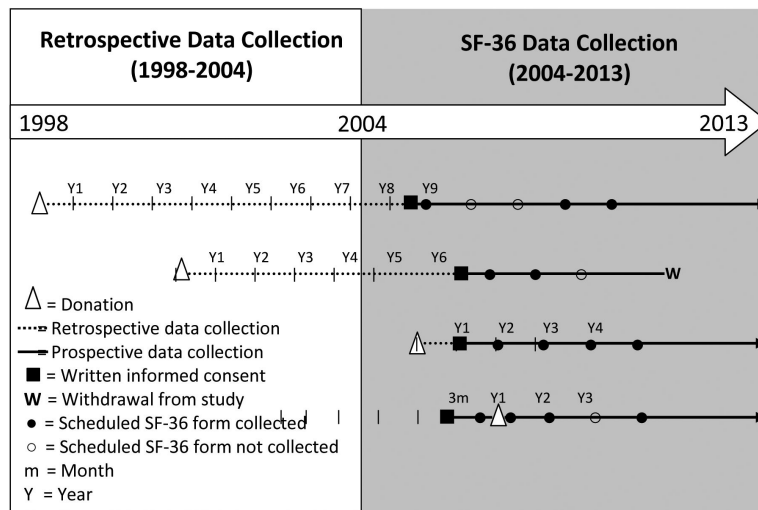 Retrospective Data Collection
(1998-2004)
SF-36 Data Collection
(2004-2013)
1998 2004 2013
Y1 Y2 Y3 Y4 Y5 Y6 Y7 Y8 Y9
Y1 Y2 Y3 Y4 Y5 Y6
W
= Donation
= Retrospective data collection
Y1 Y2 Y3 Y4
= Prospective data collection
= Written informed consent
W = Withdrawal from study
3m Y1 Y2 Y3
= Scheduled SF-36 form collected
= Scheduled SF-36 form not collected
m = Month
Y = Year